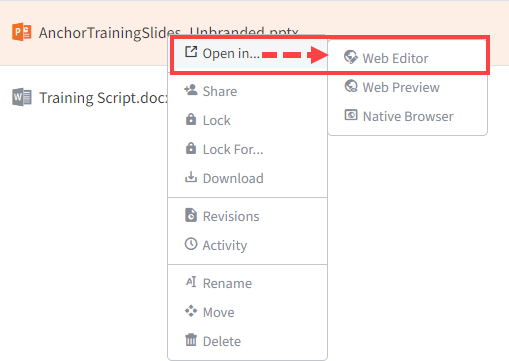 AnchorTrainingSlides_Unbranded.pptx
Open in...
Web Editor
Share
Web Preview
Training Script.docx
Lock
Native Browser
Lock For...
Download
Revisions
Activity
Rename
Move
Delete